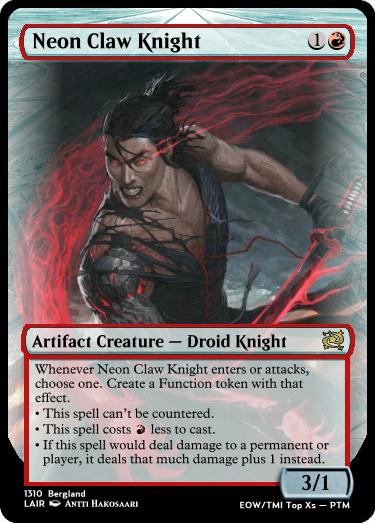 Neon Claw Knight 1
Artifact Creature — Droid Knight
Whenever Neon Claw Knight enters or attacks,
choose one. Create a Function token with that
effect.
• This spell can't be countered.
• This spell costs less to cast.
• If this spell would deal damage to a permanent or
player, it deals that much damage plus 1 instead.
3/1
1310 Bergland
LAIR Antti Hakosaari
EOW/TMI Top Xs — PTM